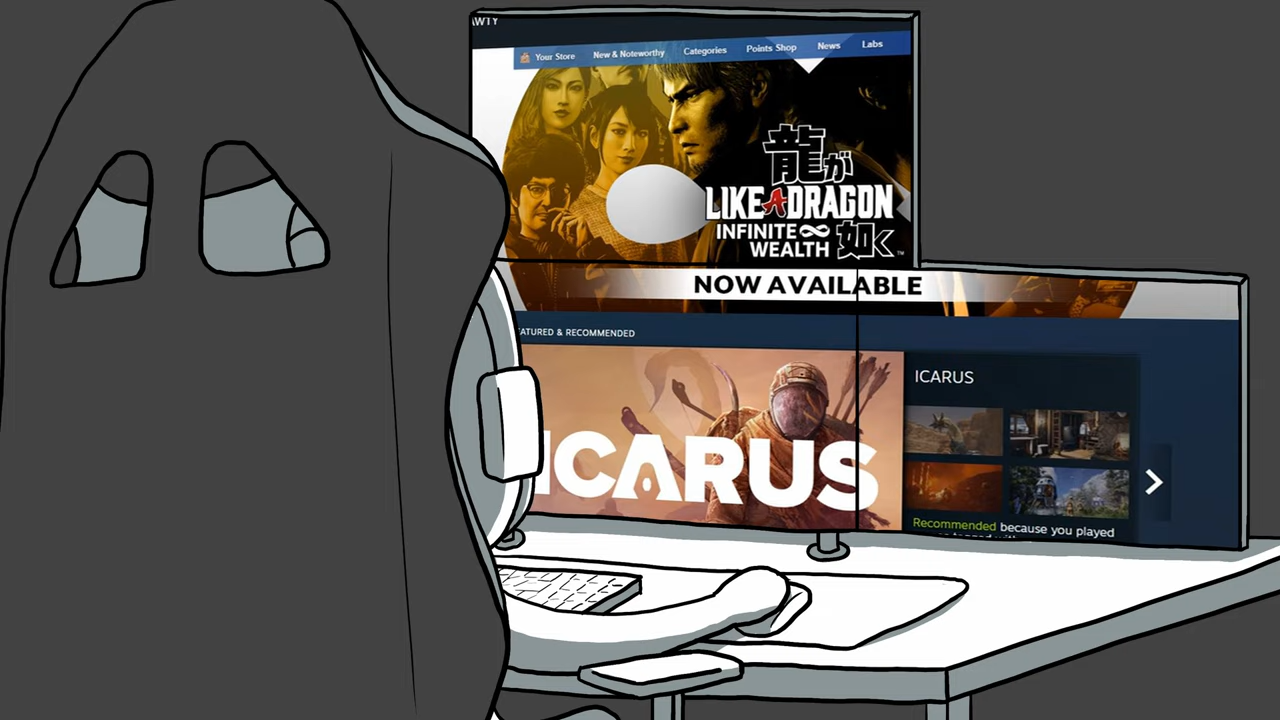 Your Store New & Noteworthy Categories Points Shop News Labs
龍が
LIKE A DRAGON
INFINITE
WEALTH
如く
NOW AVAILABLE
ATURED & RECOMMENDED
ICARUS
ICARUS
Recommended because you played